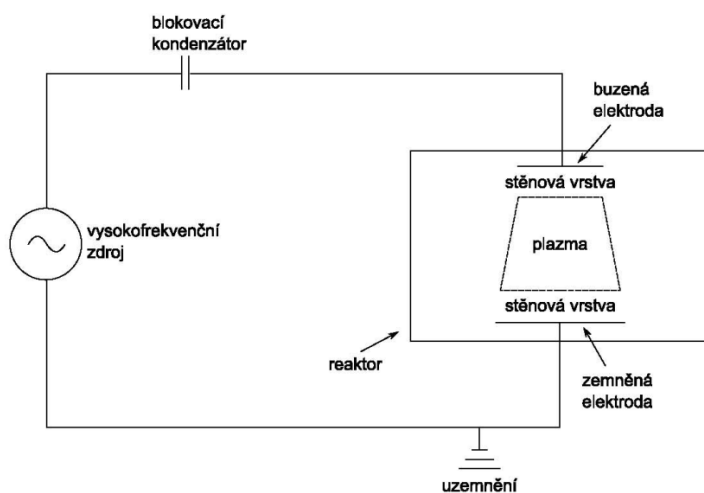 blokovací
kondenzátor
buzená
elektroda
stěnová vrstva
vysokofrekvenční
zdroj
plazma
stěnová vrstva
reaktor
zemněná
elektroda
uzemnění